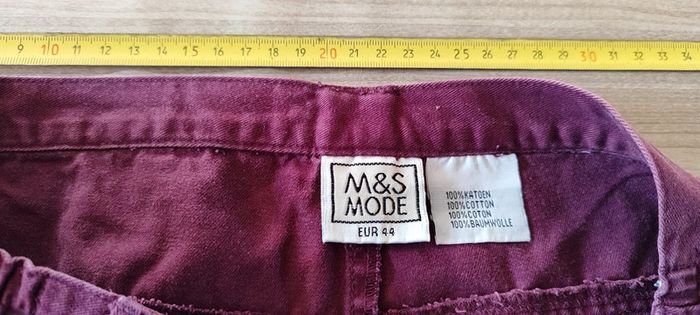 9 10 11 12 13 14 15 16 17 18 19 20 21 22 23 24 25 26 27 28 29 30 31 32 33 34
M&S
MODE
EUR 44
100%KATOEN
100%COTTON
100%COTON
100%BAUMWOLLE